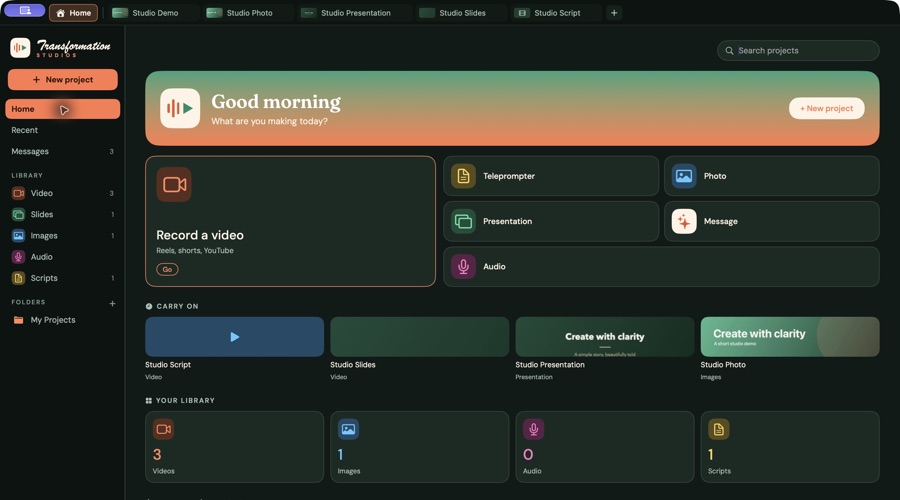 Home
Studio Demo
Studio Photo
Studio Presentation
Studio Slides
Studio Script
Transformation
STUDIOS
+ New project
Home
Recent
Messages 3
LIBRARY
Video 3
Slides 1
Images 1
Audio
Scripts 1
FOLDERS +
My Projects
Search projects
Good morning
What are you making today?
+ New project
Record a video
Reels, shorts, YouTube
Go
Teleprompter
Photo
Presentation
Message
Audio
CARRY ON
Studio Script
Video
Studio Slides
Video
Create with clarity
A simple story, beautifully told
Studio Presentation
Presentation
Create with clarity
A short studio demo
Studio Photo
Images
YOUR LIBRARY
3
Videos
1
Images
0
Audio
1
Scripts